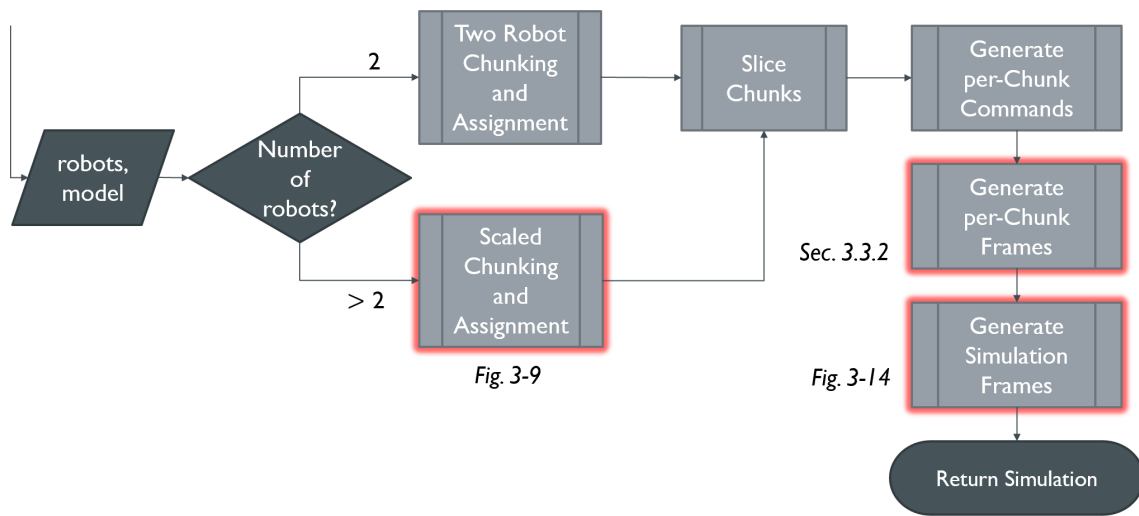 robots,
model
Number
of
robots?
2
> 2
Two Robot
Chunking
and
Assignment
Scaled
Chunking
and
Assignment
Fig. 3-9
Slice
Chunks
Generate
per-Chunk
Commands
Generate
per-Chunk
Frames
Sec. 3.3.2
Generate
Simulation
Frames
Fig. 3-14
Return Simulation